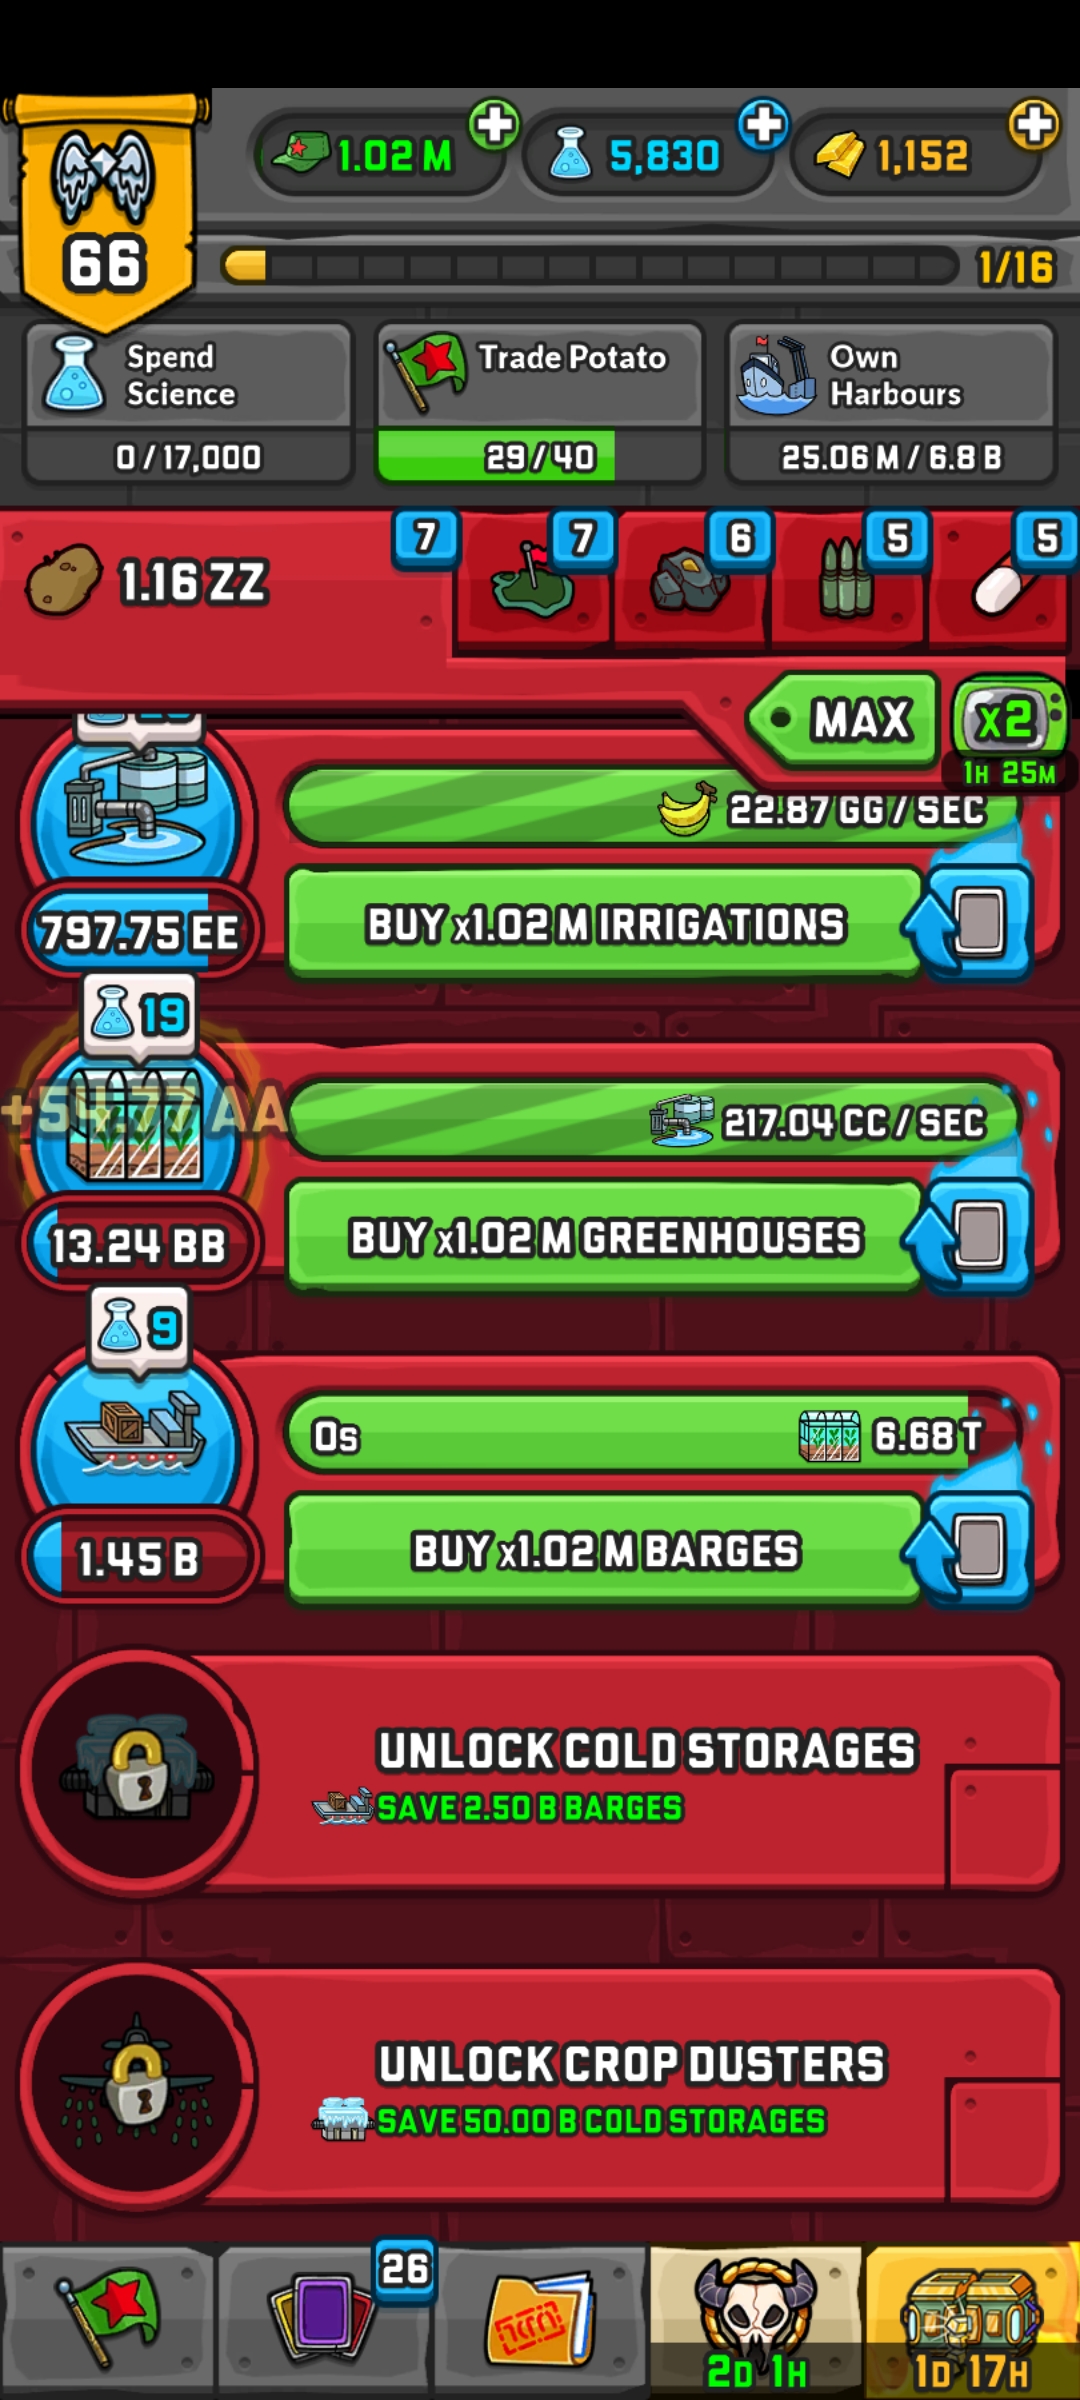 1.02 M
5,830
1,152
66
1/16
Spend
Science
0 / 17,000
Trade Potato
29 / 40
Own
Harbours
25.06 M / 6.8 B
1.16 ZZ
7
7
6
5
5
MAX
x2
1H 25M
22.87 GG / SEC
797.75 EE
BUY x1.02 M IRRIGATIONS
19
+54.77 AA
217.04 CC / SEC
13.24 BB
BUY x1.02 M GREENHOUSES
9
0s
6.68 T
1.45 B
BUY x1.02 M BARGES
UNLOCK COLD STORAGES
SAVE 2.50 B BARGES
UNLOCK CROP DUSTERS
SAVE 50.00 B COLD STORAGES
26
2D 1H
1D 17H